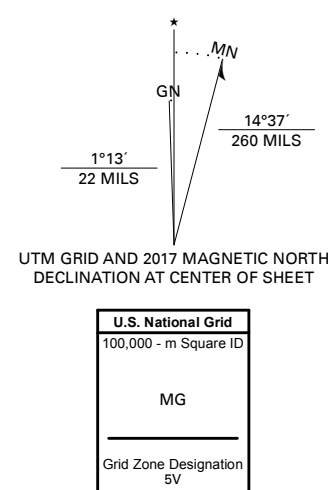 ★
MN
GN
14°37´
260 MILS
1°13´
22 MILS
UTM GRID AND 2017 MAGNETIC NORTH
DECLINATION AT CENTER OF SHEET
U.S. National Grid
100,000 - m Square ID
MG
Grid Zone Designation
5V